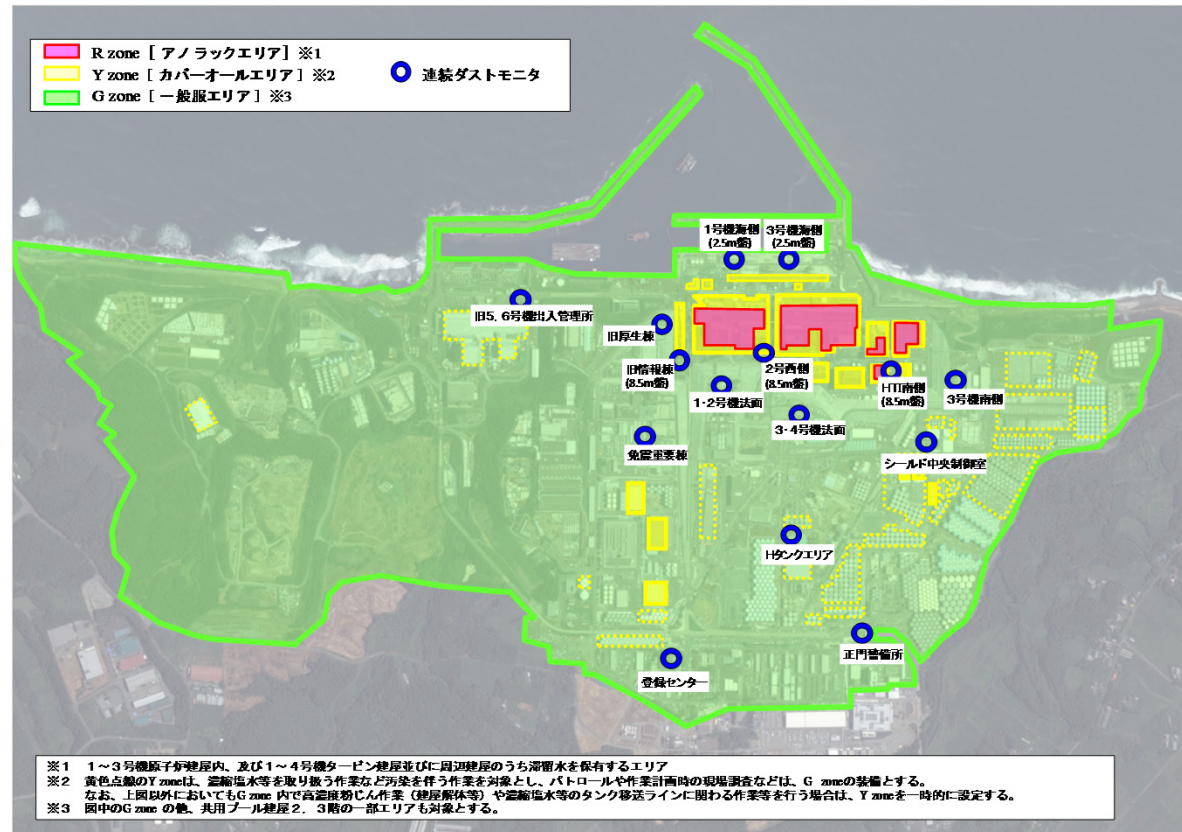 R zone [ アノラックエリア] ※1
Y zone [ カバーオールエリア] ※2
G zone [ 一般服エリア] ※3
連続ダストモニタ
1号機海側
(2.5m盤)
3号機海側
(2.5m盤)
旧5, 6号機出入管理所
旧厚生棟
旧情報棟
(8.5m盤)
2号西側
(8.5m盤)
HTI南側
(8.5m盤)
1・2号機法面
3号機南側
3・4号機法面
免震重要棟
シールド中央制御室
Hタンクエリア
正門警備所
登録センター
※1 1～3号機原子炉建屋内、及び1～4号機タービン建屋並びに周辺建屋のうち滞留水を保有するエリア
※2 黄色点線のY zoneは、濃縮塩水等を取り扱う作業など汚染を伴う作業を対象とし、パトロールや作業計画時の現場調査などは、G zoneの装備とする。
なお、上図以外においてもG zone 内で高濃度粉じん作業（建屋解体等）や濃縮塩水等のタンク移送ラインに関わる作業等を行う場合は、Y zoneを一時的に設定する。
※3 図中のG zone の他、共用プール建屋2, 3階の一部エリアも対象とする。